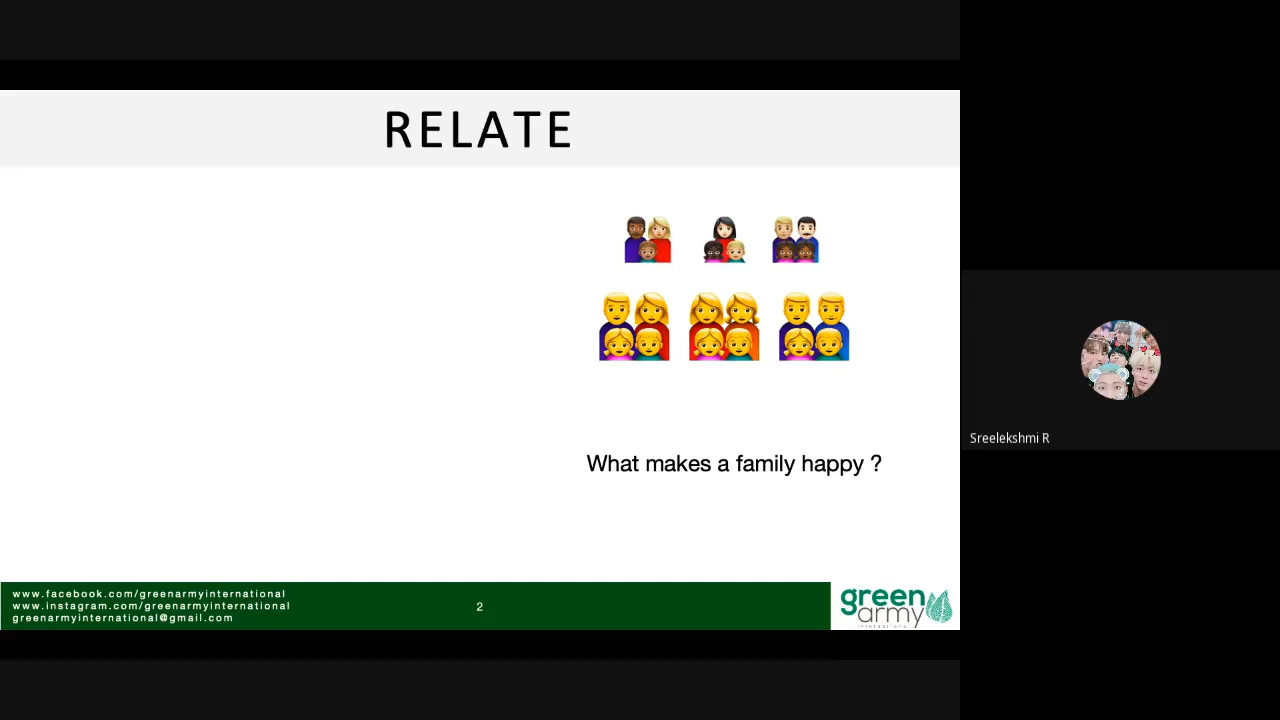 RELATE
What makes a family happy ?
www.facebook.com/greenarmyinternational
www.instagram.com/greenarmyinternational
greenarmyinternational@gmail.com
2
green
army
international
Sreelekshmi R